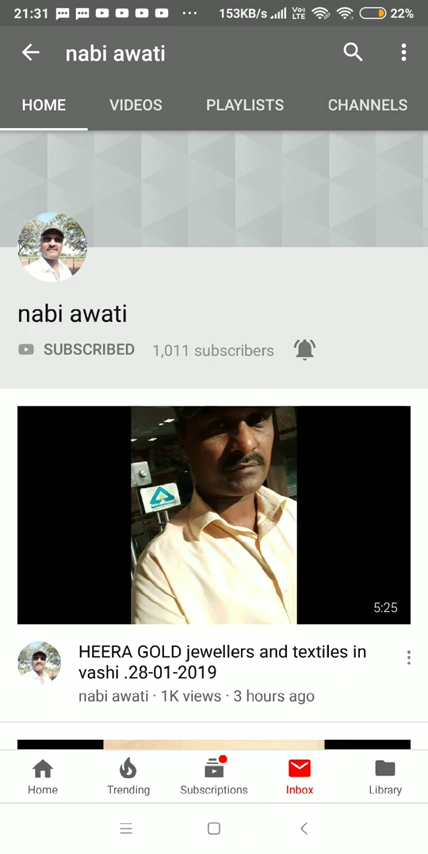 21:31 ... 153KB/s VoLTE 22%
nabi awati
HOME VIDEOS PLAYLISTS CHANNELS
nabi awati
SUBSCRIBED 1,011 subscribers
5:25
HEERA GOLD jewellers and textiles in
vashi .28-01-2019
nabi awati · 1K views · 3 hours ago
Home Trending Subscriptions Inbox Library